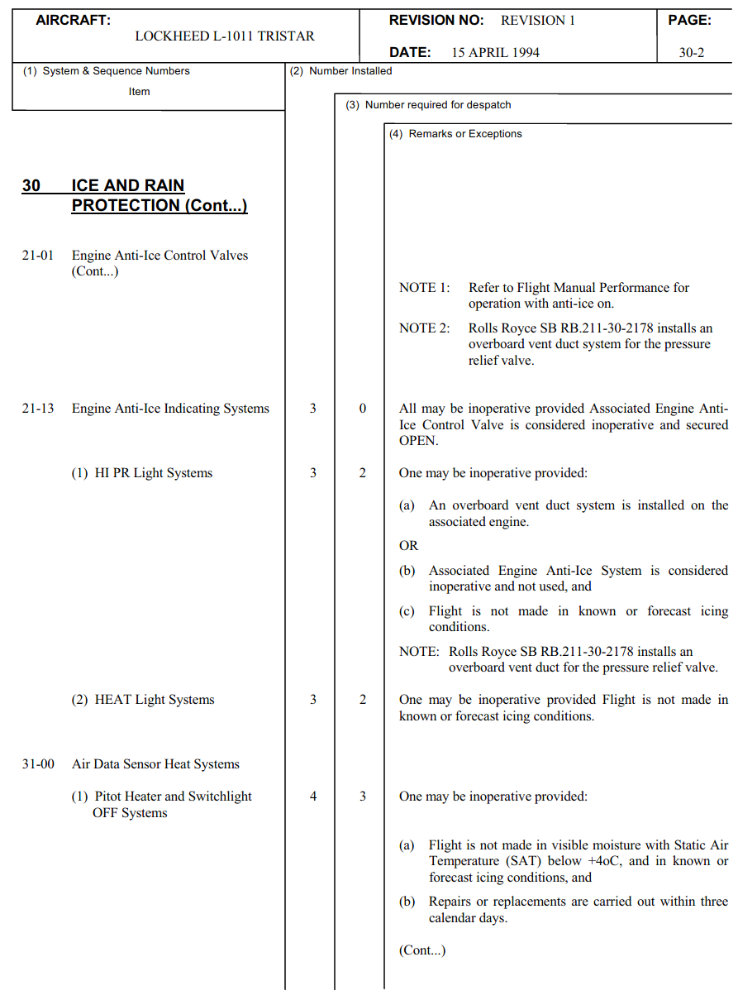 AIRCRAFT:
LOCKHEED L-1011 TRISTAR
REVISION NO: REVISION 1
DATE: 15 APRIL 1994
PAGE:
30-2
(1) System & Sequence Numbers
Item
(2) Number Installed
(3) Number required for despatch
(4) Remarks or Exceptions
30 ICE AND RAIN
PROTECTION (Cont...)
21-01 Engine Anti-Ice Control Valves
(Cont...)
NOTE 1: Refer to Flight Manual Performance for
operation with anti-ice on.
NOTE 2: Rolls Royce SB RB.211-30-2178 installs an
overboard vent duct system for the pressure
relief valve.
21-13 Engine Anti-Ice Indicating Systems 3 0 All may be inoperative provided Associated Engine Anti-
Ice Control Valve is considered inoperative and secured
OPEN.
(1) HI PR Light Systems 3 2 One may be inoperative provided:
(a) An overboard vent duct system is installed on the
associated engine.
OR
(b) Associated Engine Anti-Ice System is considered
inoperative and not used, and
(c) Flight is not made in known or forecast icing
conditions.
NOTE: Rolls Royce SB RB.211-30-2178 installs an
overboard vent duct for the pressure relief valve.
(2) HEAT Light Systems 3 2 One may be inoperative provided Flight is not made in
known or forecast icing conditions.
31-00 Air Data Sensor Heat Systems
(1) Pitot Heater and Switchlight 4 3 One may be inoperative provided:
OFF Systems
(a) Flight is not made in visible moisture with Static Air
Temperature (SAT) below +4oC, and in known or
forecast icing conditions, and
(b) Repairs or replacements are carried out within three
calendar days.
(Cont...)